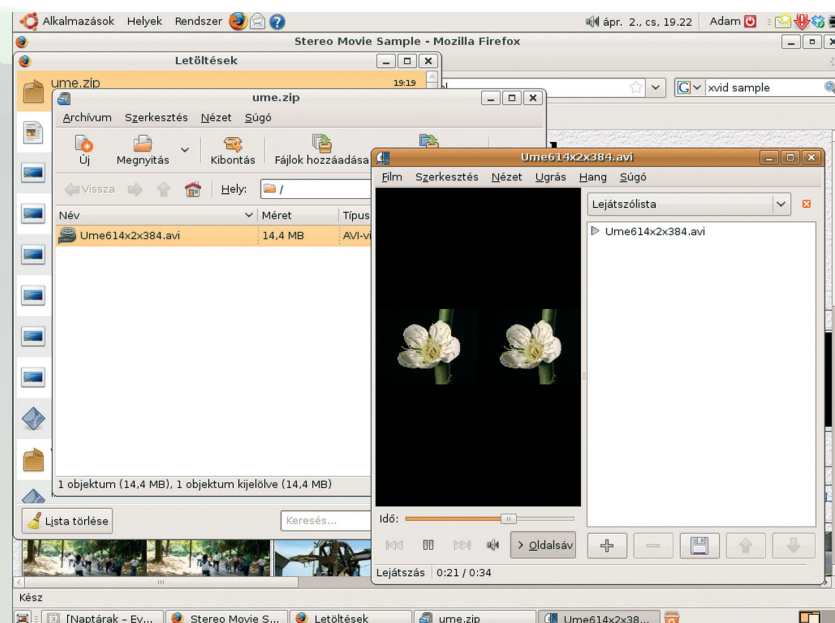 Alkalmazások Helyek Rendszer ápr. 2., cs, 19.22 Adam
Stereo Movie Sample - Mozilla Firefox
Letöltések
ume.zip 19:19
xvid sample
ume.zip
Archívum Szerkesztés Nézet Súgó
Új Megnyitás Kibontás Fájlok hozzáadása
Vissza Hely: /
Név Méret Típus
Ume614x2x384.avi 14,4 MB AVI-vi
1 objektum (14,4 MB), 1 objektum kijelölve (14,4 MB)
Lista törlése Keresés...
Ume614x2x384.avi
Film Szerkesztés Nézet Ugrás Hang Súgó
Lejátszólista
Ume614x2x384.avi
Idő:
Oldalsáv
Lejátszás 0:21 / 0:34
Kész
[Naptárak – Ev... Stereo Movie S... Letöltések ume.zip Ume614x2x38...